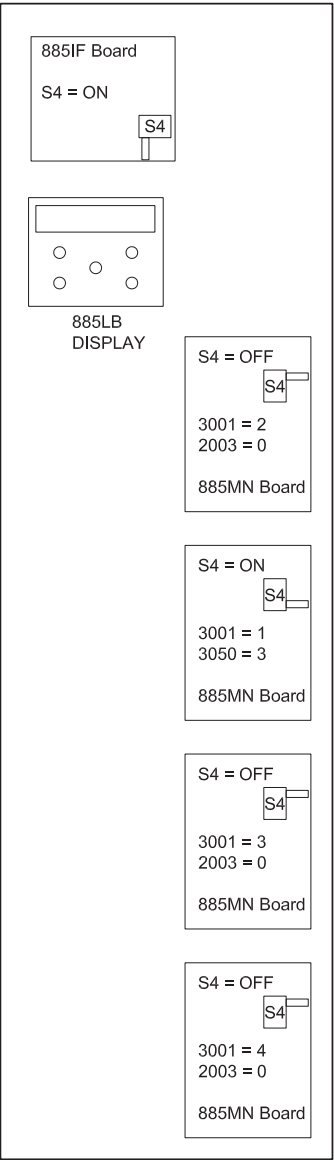 885IF Board
S4 = ON
S4
885LB
DISPLAY
S4 = OFF
S4
3001 = 2
2003 = 0
885MN Board
S4 = ON
S4
3001 = 1
3050 = 3
885MN Board
S4 = OFF
S4
3001 = 3
2003 = 0
885MN Board
S4 = OFF
S4
3001 = 4
2003 = 0
885MN Board